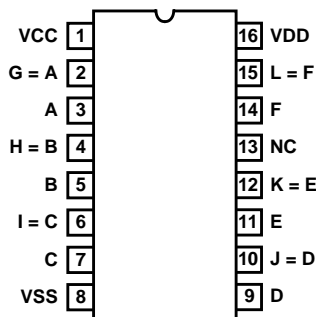 VCC 1 16 VDD
G = A 2 15 L = F
A 3 14 F
H = B 4 13 NC
B 5 12 K = E
I = C 6 11 E
C 7 10 J = D
VSS 8 9 D